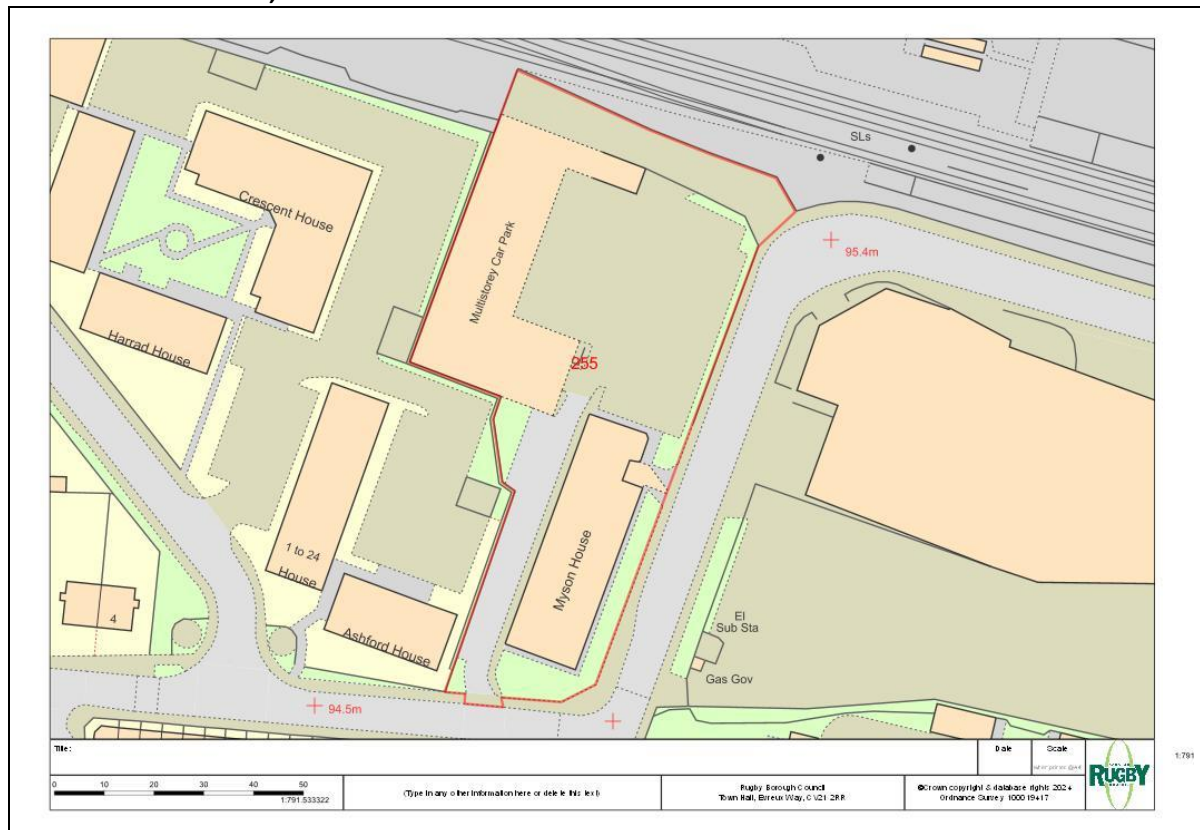 SLs
Crescent House
95.4m
Multistorey Car Park
Harrad House
255
1 to 24
House
Myson House
4
Ashford House
El
Sub Sta
Gas Gov
94.5m
Title:
Date
Scale
1:791
0 10 20 30 40 50
1:791.533322
(Type in any other information here or delete this text)
Rugby Borough Council
Town Hall, Evreux Way, CV21 2RR
©Crown copyright & database rights 2024
Ordnance Survey 100019417
RUGBY